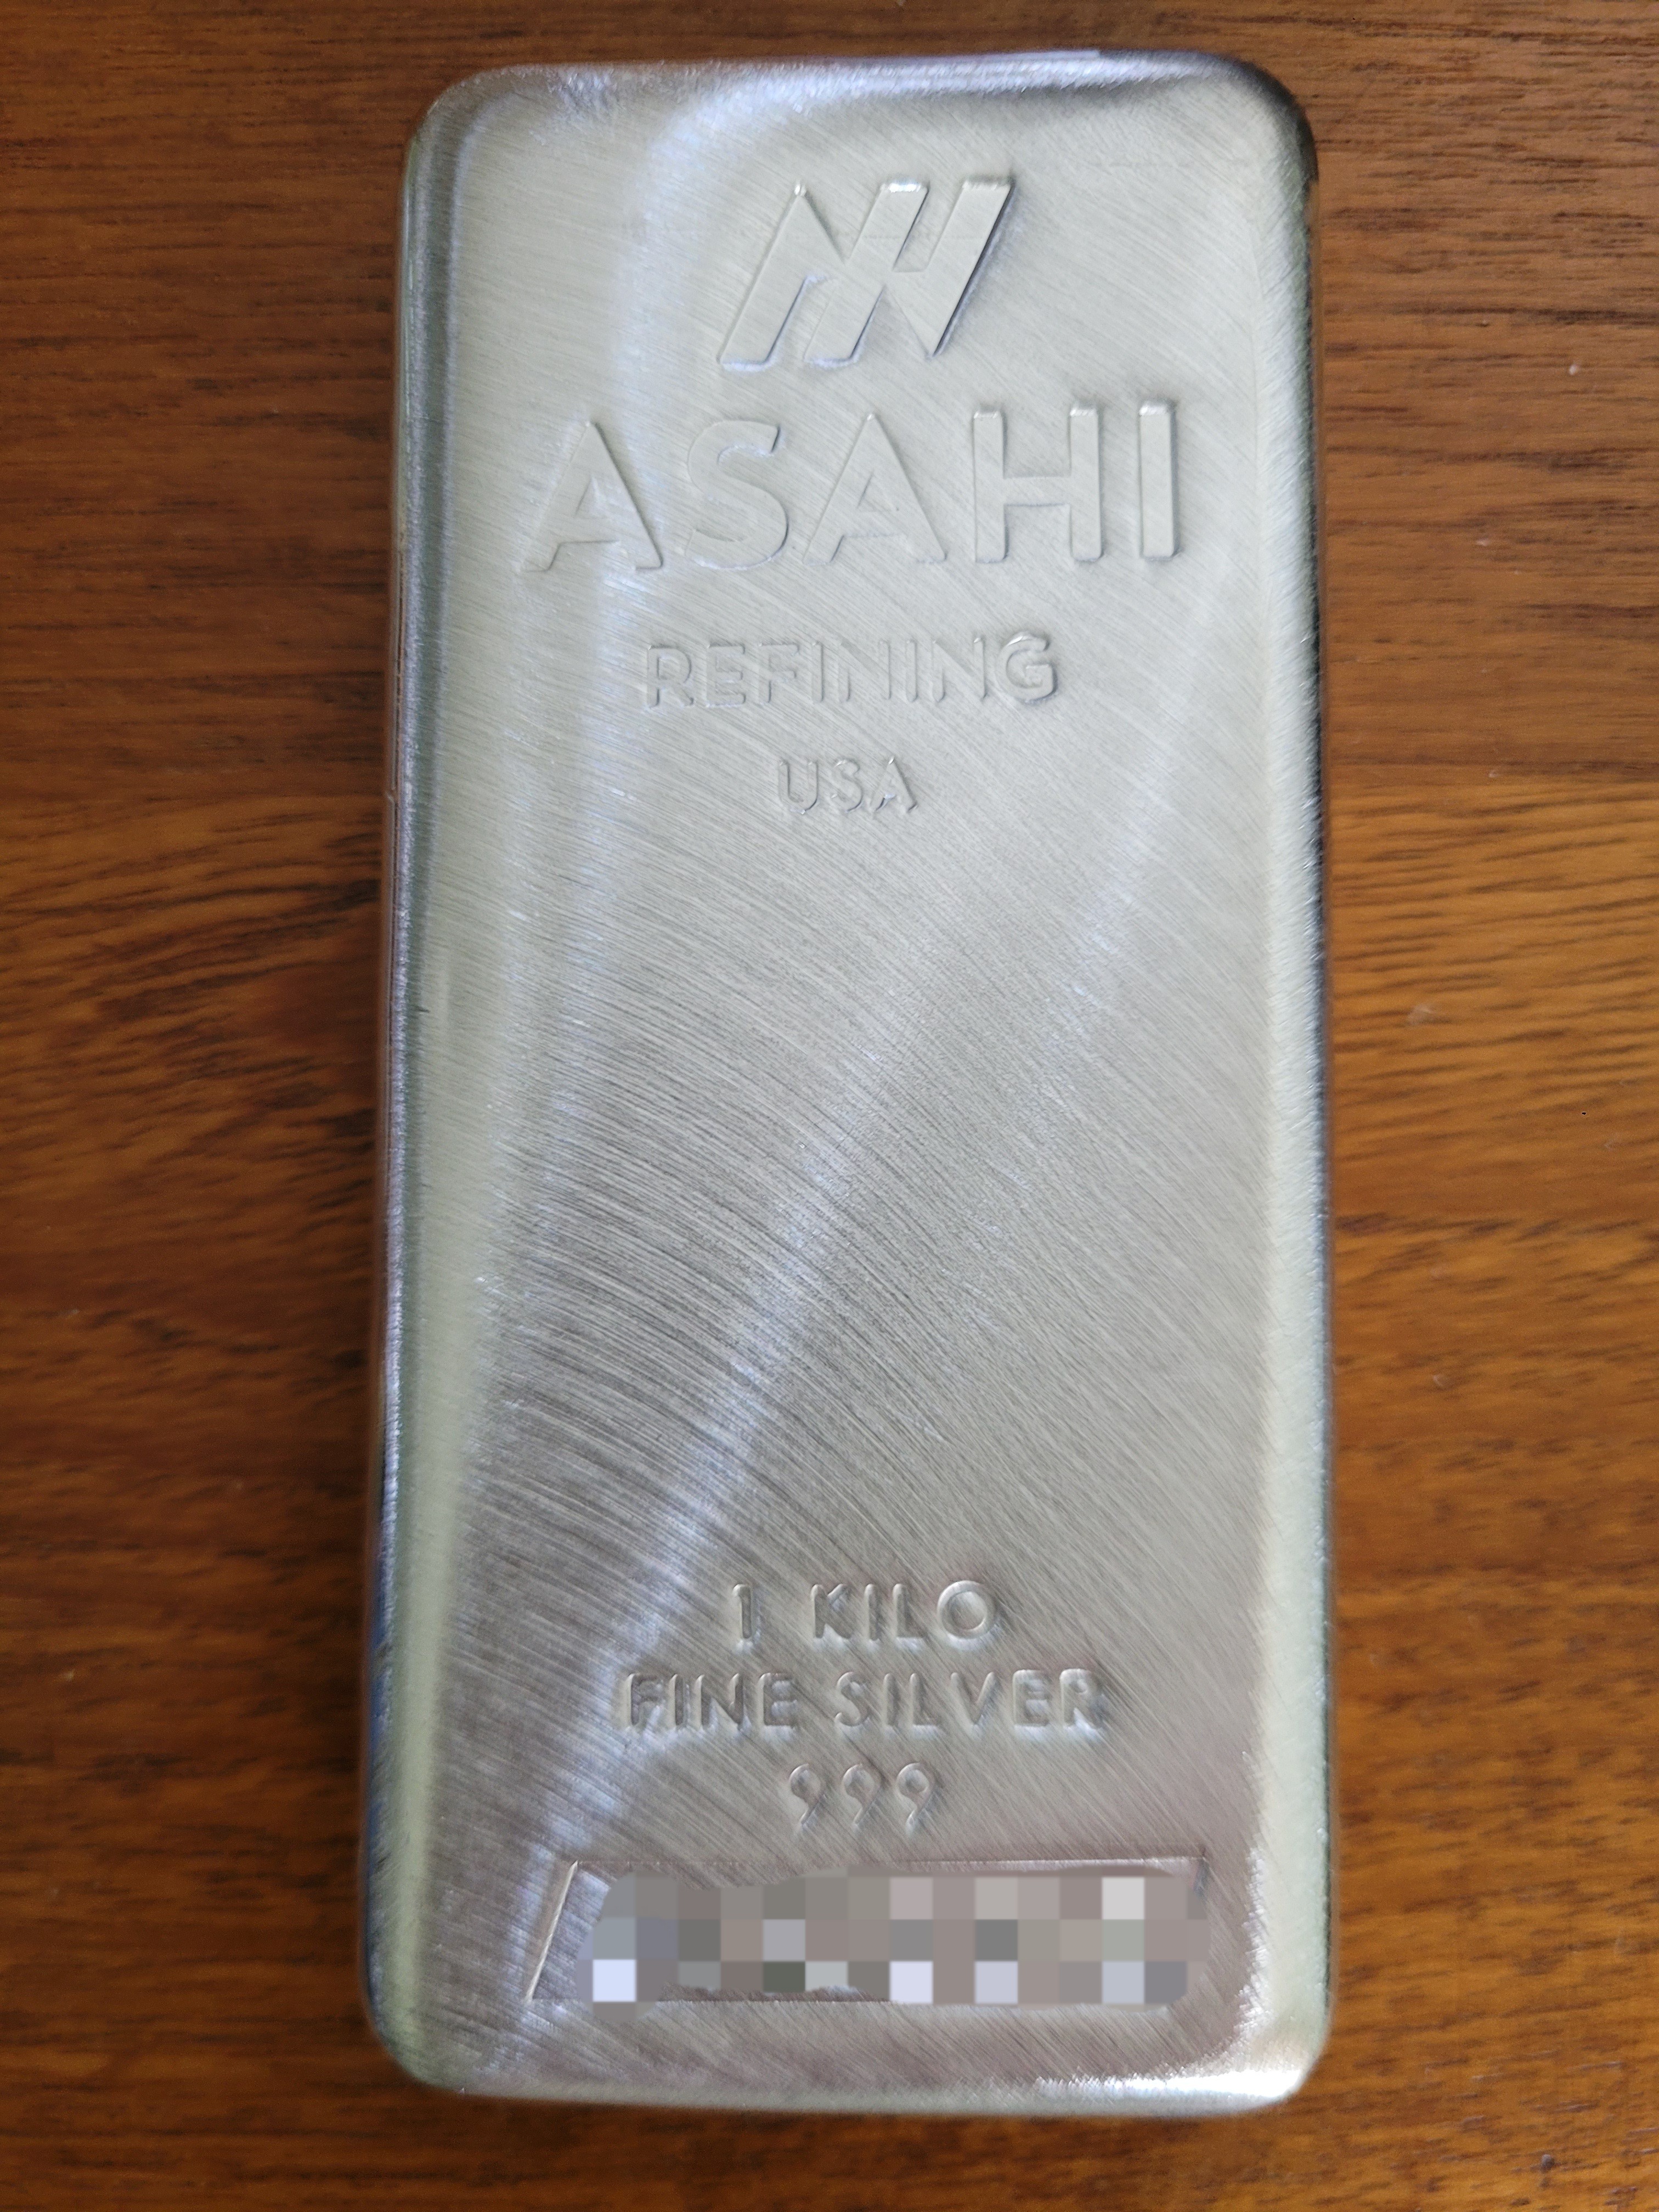 ASAHI
REFINING
USA
1 KILO
FINE SILVER
999